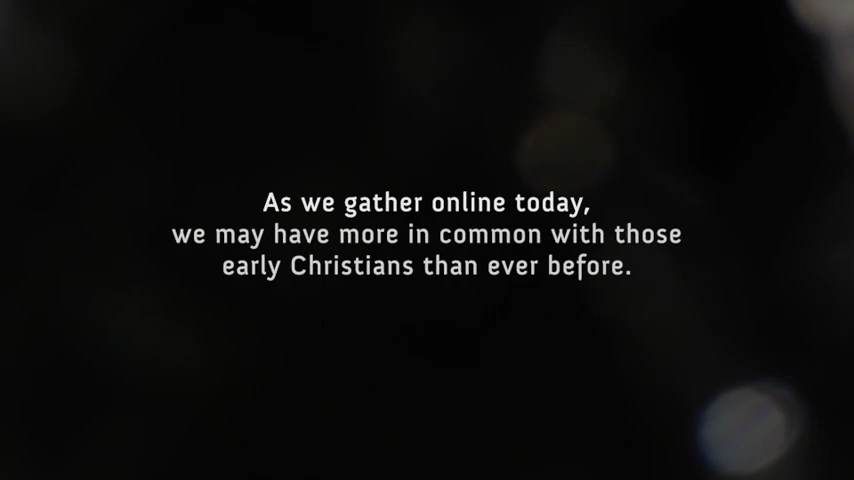 As we gather online today,
we may have more in common with those
early Christians than ever before.